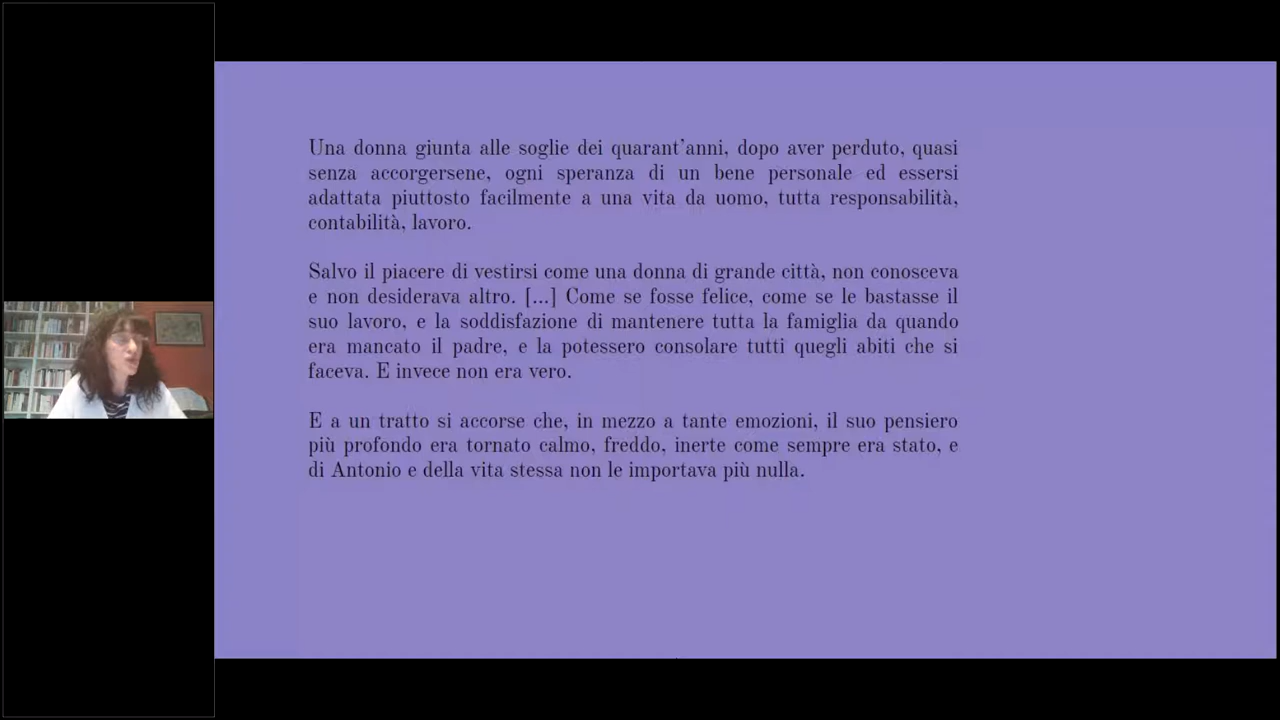 Una donna giunta alle soglie dei quarant'anni, dopo aver perduto, quasi
senza accorgersene, ogni speranza di un bene personale ed essersi
adattata piuttosto facilmente a una vita da uomo, tutta responsabilità,
contabilità, lavoro.
Salvo il piacere di vestirsi come una donna di grande città, non conosceva
e non desiderava altro. [...] Come se fosse felice, come se le bastasse il
suo lavoro, e la soddisfazione di mantenere tutta la famiglia da quando
era mancato il padre, e la potessero consolare tutti quegli abiti che si
faceva. E invece non era vero.
E a un tratto si accorse che, in mezzo a tante emozioni, il suo pensiero
più profondo era tornato calmo, freddo, inerte come sempre era stato, e
di Antonio e della vita stessa non le importava più nulla.